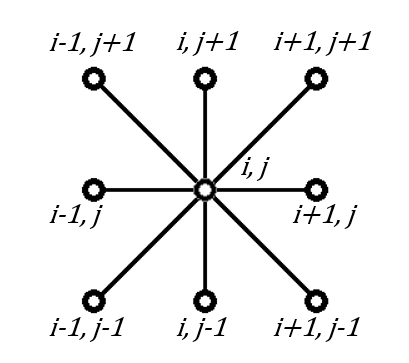 i-1, j+1 i, j+1 i+1, j+1
i, j
i-1, j i+1, j
i-1, j-1 i, j-1 i+1, j-1